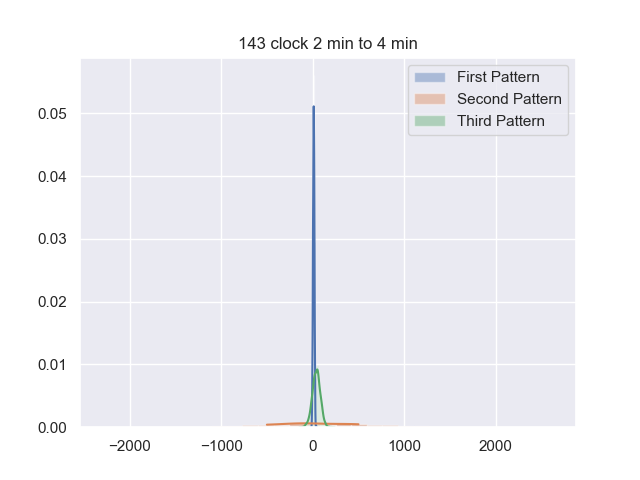 143 clock 2 min to 4 min
First Pattern
Second Pattern
Third Pattern
0.05
0.04
0.03
0.02
0.01
0.00
−2000 −1000 0 1000 2000